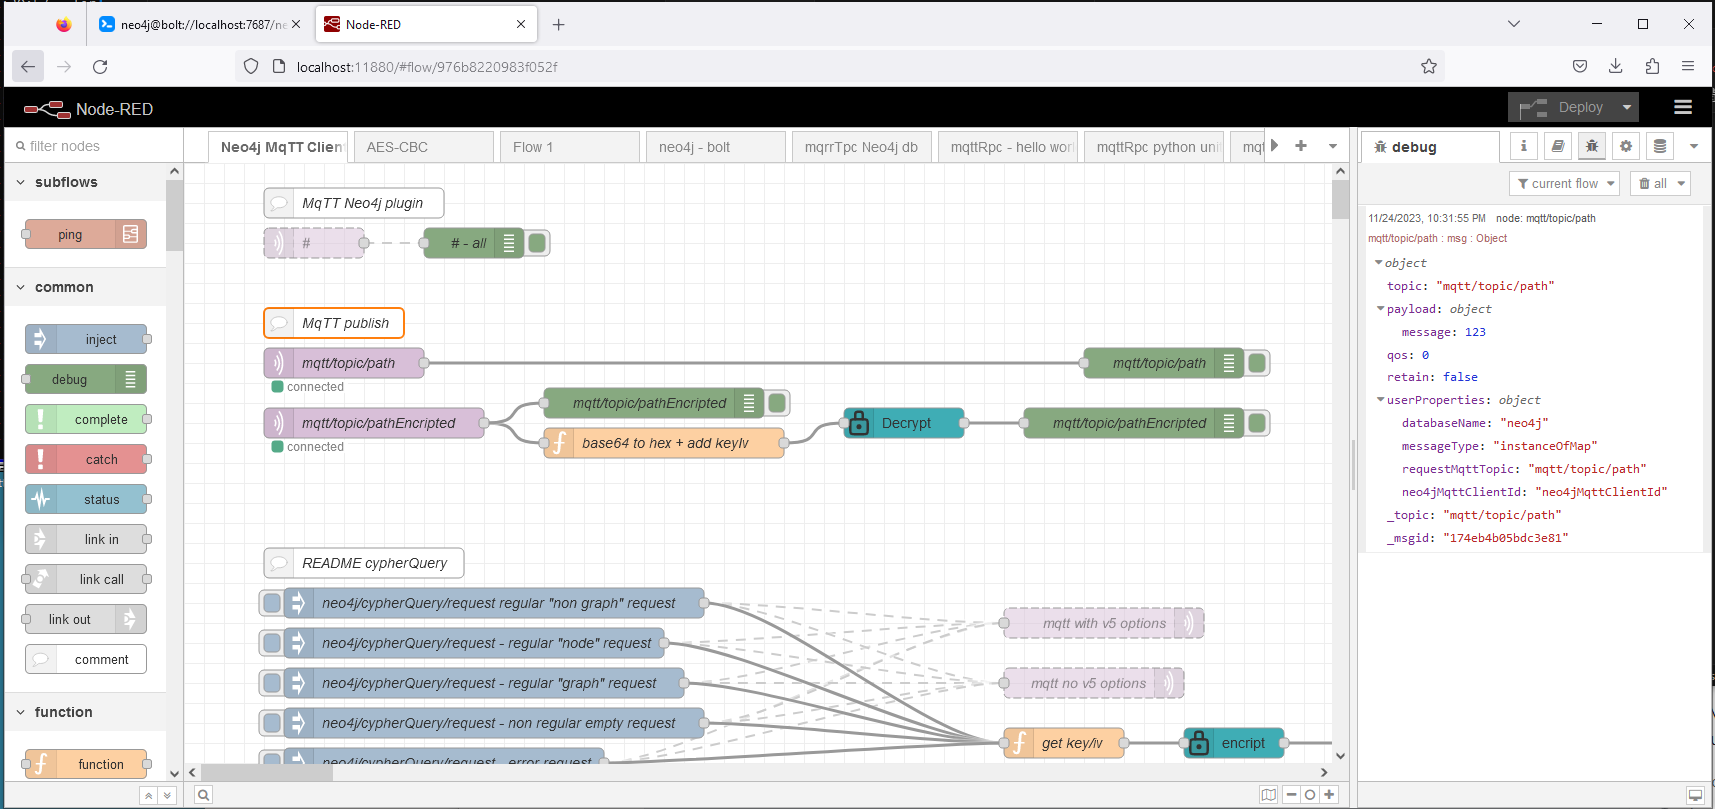 neo4j@bolt://localhost:7687/ne
Node-RED
localhost:11880/#flow/976b8220983f052f
Node-RED
Deploy
filter nodes
Neo4j MqTT Clien
AES-CBC
Flow 1
neo4j - bolt
mqrrTpc Neo4j db
mqttRpc - hello worl
mqttRpc python uni
mqt
debug
subflows
ping
common
inject
debug
complete
catch
status
link in
link call
link out
comment
function
function
MqTT Neo4j plugin
#
# - all
MqTT publish
mqtt/topic/path
mqtt/topic/path
connected
mqtt/topic/pathEncripted
mqtt/topic/pathEncripted
Decrypt
mqtt/topic/pathEncripted
base64 to hex + add keyIv
connected
README cypherQuery
neo4j/cypherQuery/request regular "non graph" request
mqtt with v5 options
neo4j/cypherQuery/request - regular "node" request
neo4j/cypherQuery/request - regular "graph" request
mqtt no v5 options
neo4j/cypherQuery/request - non regular empty request
get key/iv
encript
neo4j/cypherQuery/request - error request
current flow
all
11/24/2023, 10:31:55 PM node: mqtt/topic/path
mqtt/topic/path : msg : Object
object
topic: "mqtt/topic/path"
payload: object
message: 123
qos: 0
retain: false
userProperties: object
databaseName: "neo4j"
messageType: "instanceOfMap"
requestMqttTopic: "mqtt/topic/path"
neo4jMqttClientId: "neo4jMqttClientId"
_topic: "mqtt/topic/path"
_msgid: "174eb4b05bdc3e81"